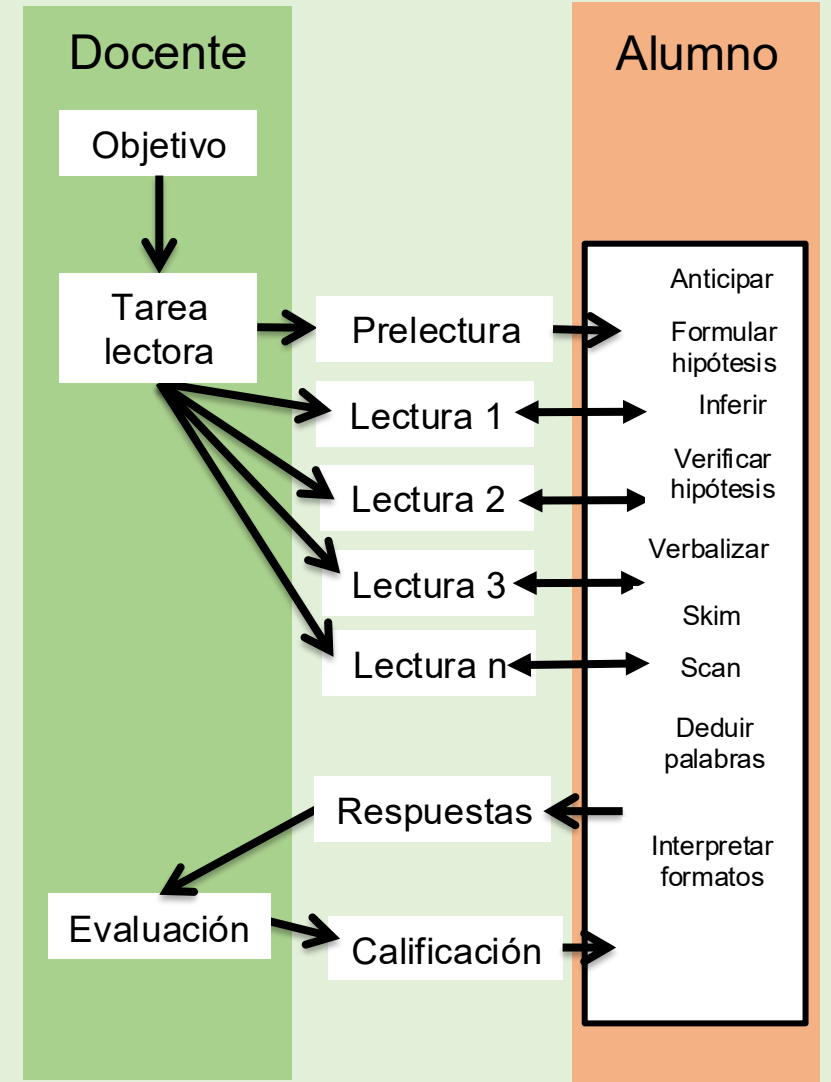 Docente
Alumno
Objetivo
Tarea
lectora
Prelectura
Lectura 1
Lectura 2
Lectura 3
Lectura n
Respuestas
Evaluación
Calificación
Anticipar
Formular
hipótesis
Inferir
Verificar
hipótesis
Verbalizar
Skim
Scan
Deduir
palabras
Interpretar
formatos